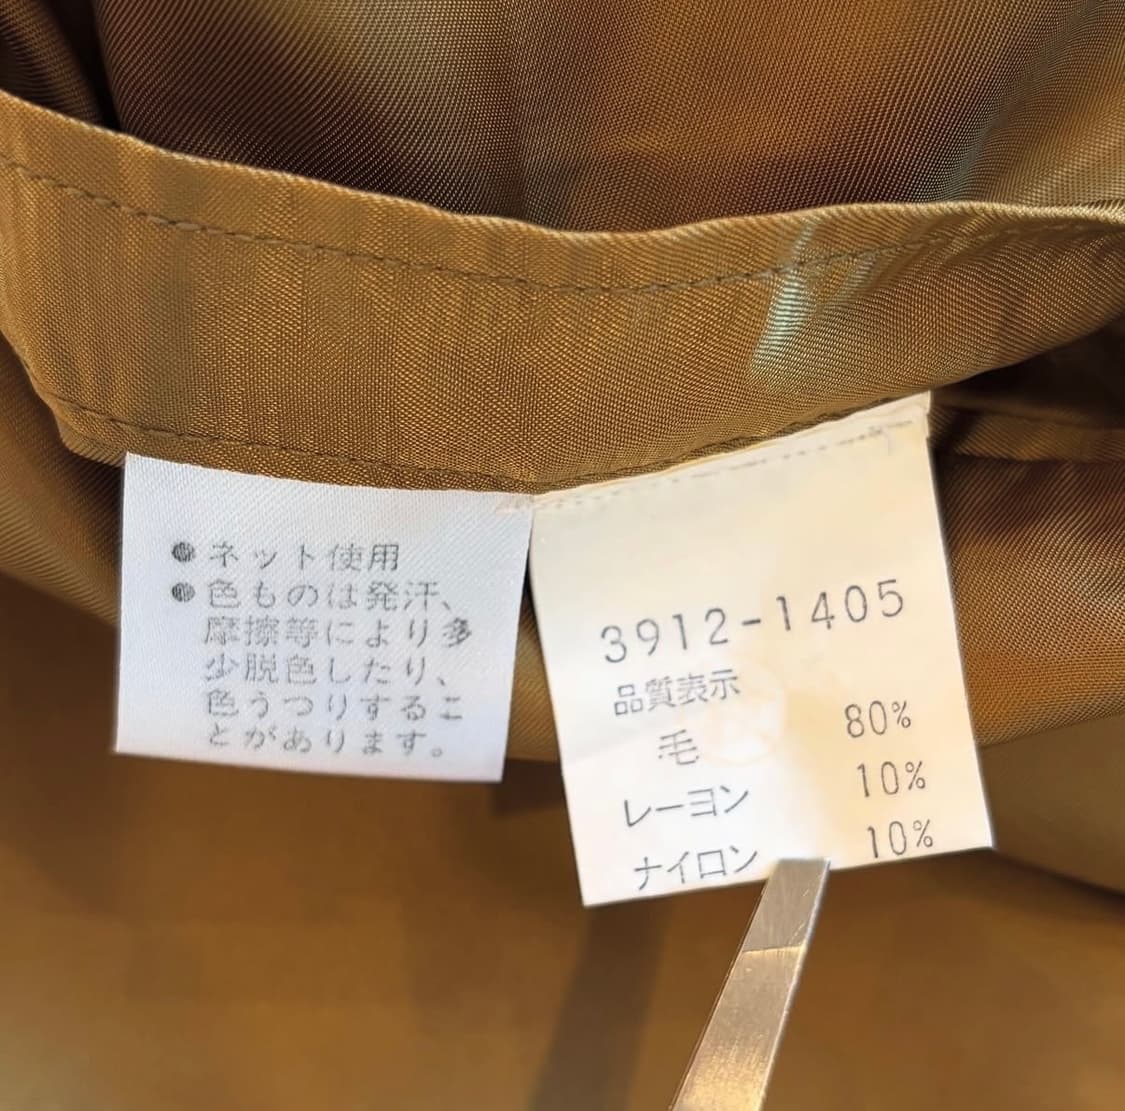 ●ネット使用
●色ものは発汗、
摩擦等により多
少脱色したり、
色うつりするこ
とがあります。
3912-1405
品質表示
毛 80%
レーヨン 10%
ナイロン 10%